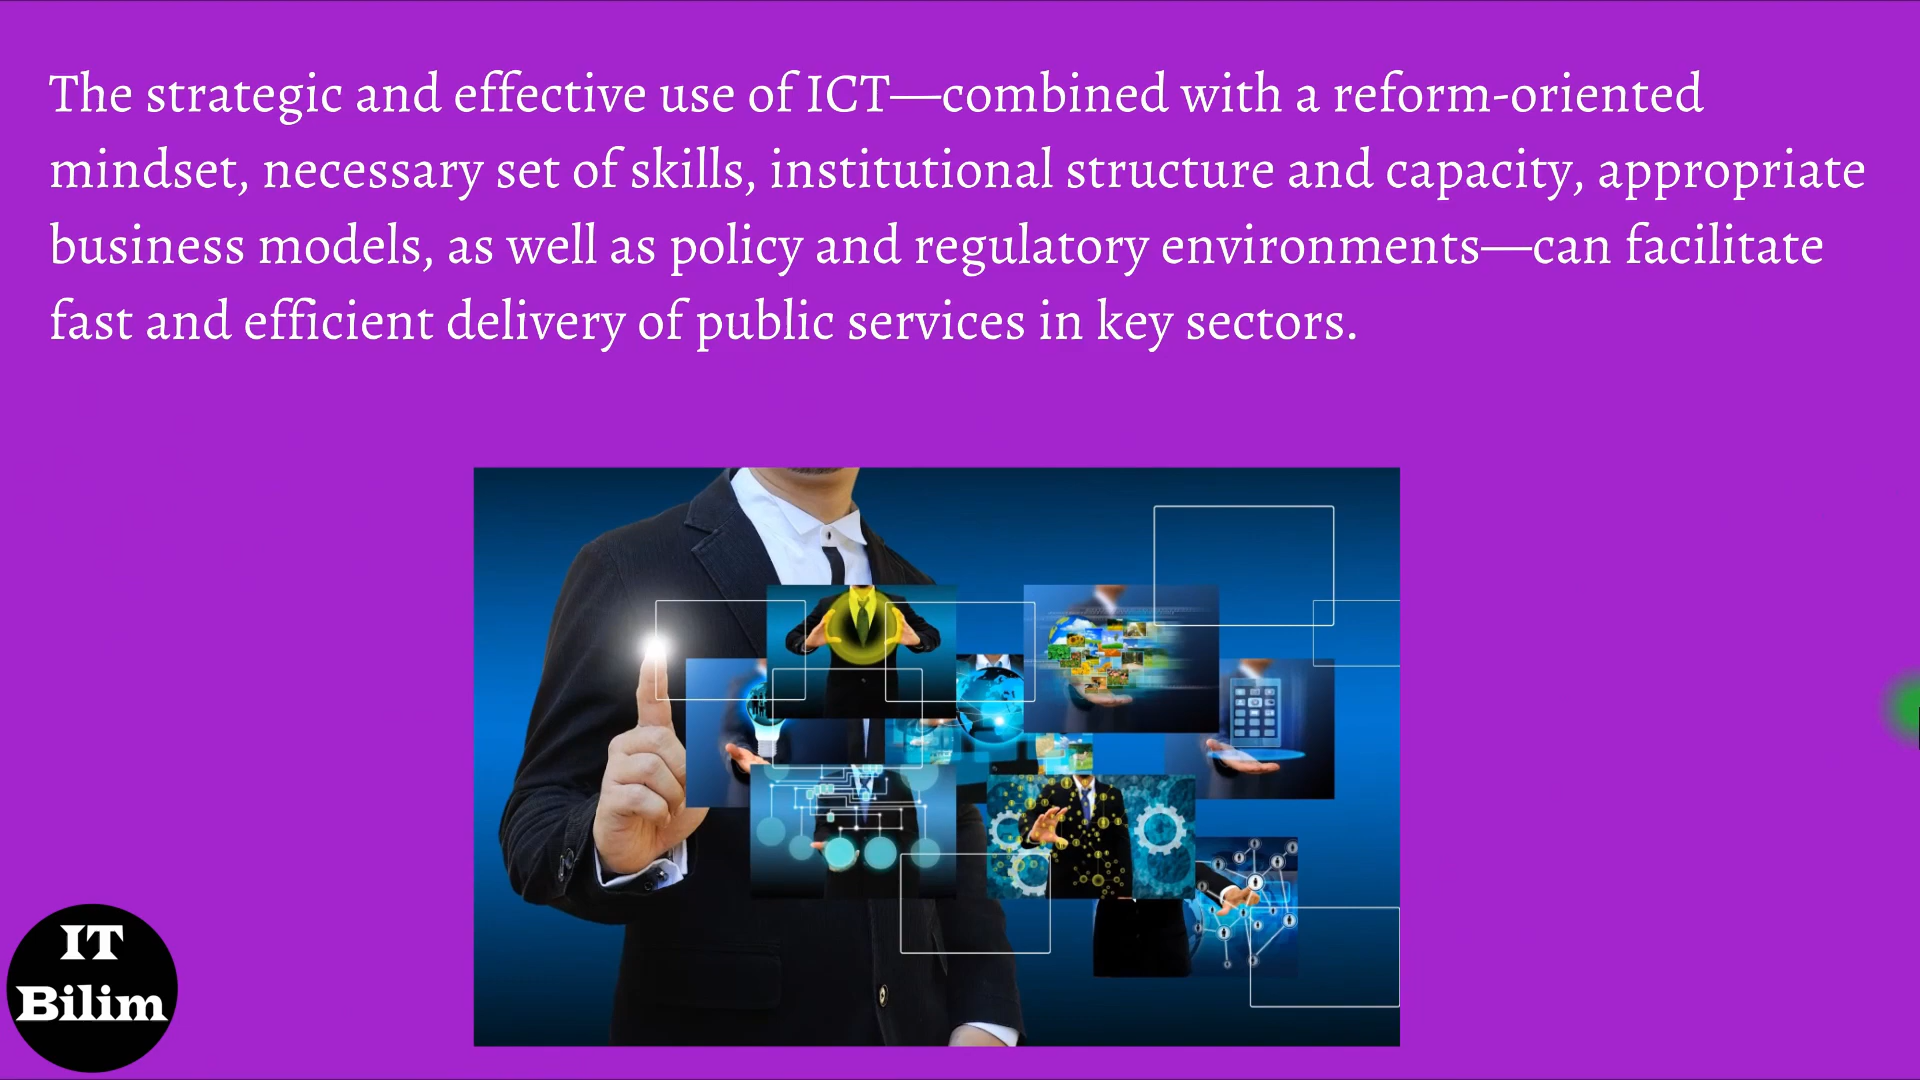 The strategic and effective use of ICT—combined with a reform-oriented
mindset, necessary set of skills, institutional structure and capacity, appropriate
business models, as well as policy and regulatory environments—can facilitate
fast and efficient delivery of public services in key sectors.
IT
Bilim